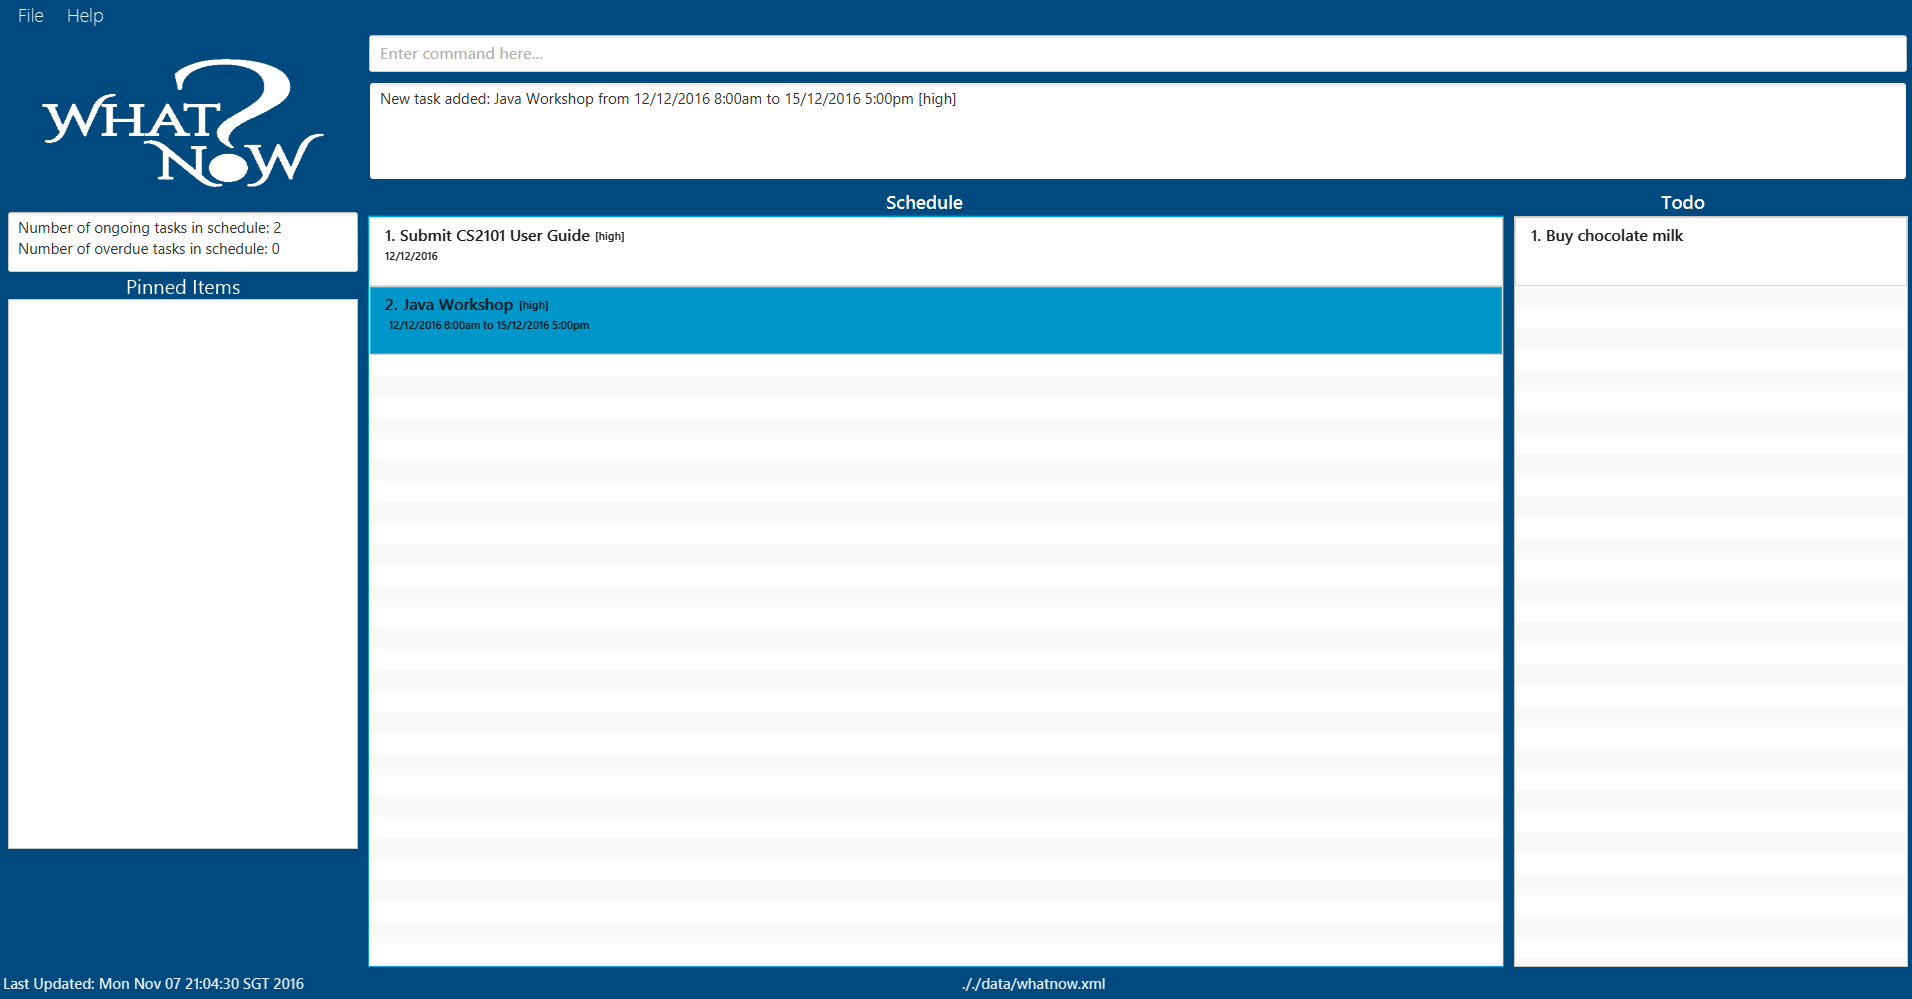 File Help
WHAT NOW
Enter command here...
New task added: Java Workshop from 12/12/2016 8:00am to 15/12/2016 5:00pm [high]
Number of ongoing tasks in schedule: 2
Number of overdue tasks in schedule: 0
Pinned Items
Schedule
1. Submit CS2101 User Guide [high]
12/12/2016
2. Java Workshop [high]
12/12/2016 8:00am to 15/12/2016 5:00pm
Todo
1. Buy chocolate milk
Last Updated: Mon Nov 07 21:04:30 SGT 2016
././data/whatnow.xml